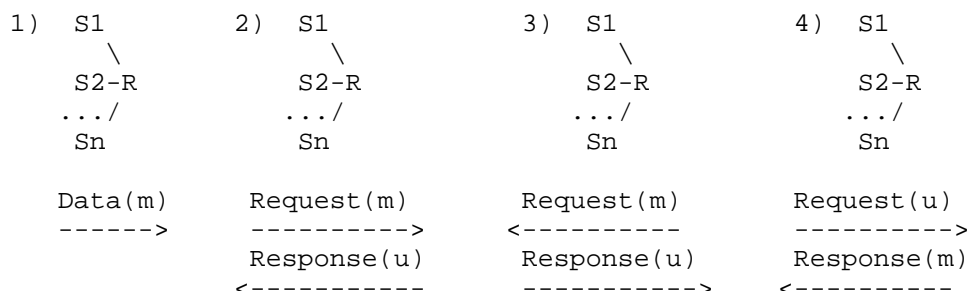 1)  S1      2)  S1            3)  S1            4)  S1
      \           \                 \                 \
    S2-R        S2-R              S2-R              S2-R
   .../        .../              .../              .../
    Sn          Sn                Sn                Sn
   Data(m)     Request(m)       Request(m)        Request(u)
   ------>     ---------->     <----------        ---------->
               Response(u)      Response(u)       Response(m)
              <-----------      ----------->     <----------